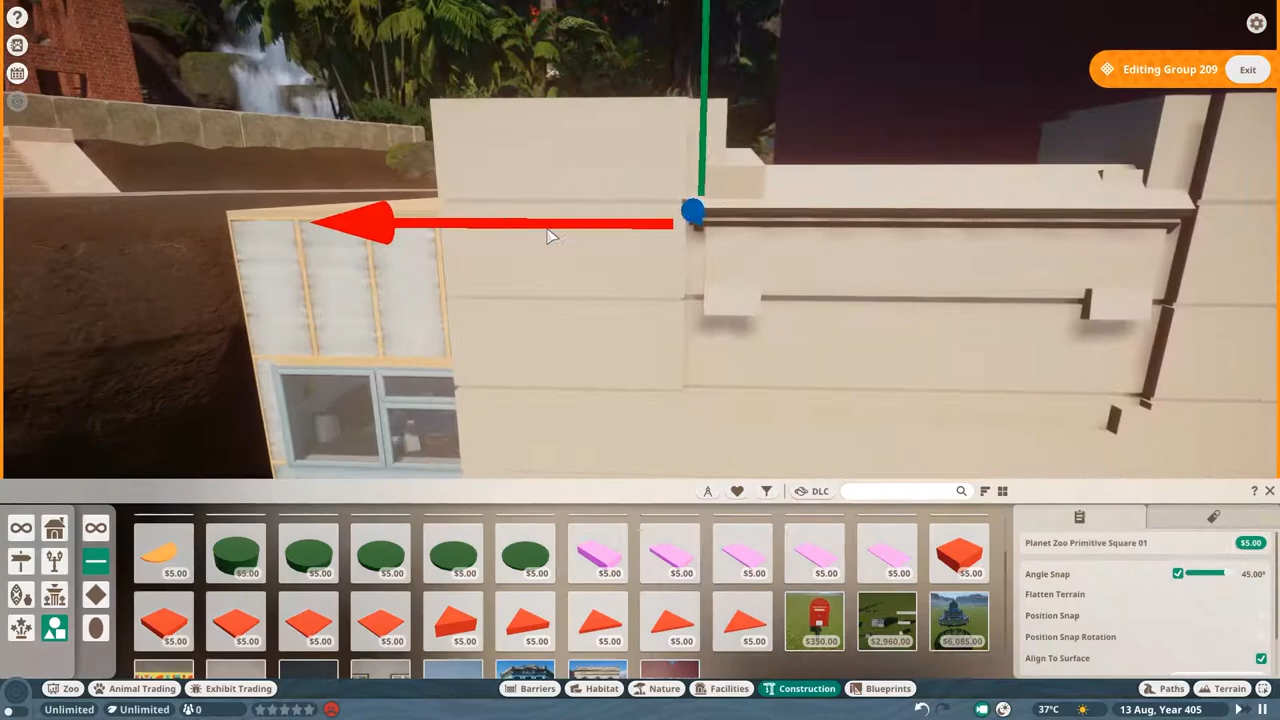 ?
Editing Group 209 Exit
DLC
? ×
Planet Zoo Primitive Square 01 $5.00
$5.00 $5.00 $5.00 $5.00 $5.00 $5.00 $5.00 $5.00 $5.00 $5.00 $5.00 $5.00
Angle Snap 45.00°
Flatten Terrain
Position Snap
$5.00 $5.00 $5.00 $5.00 $5.00 $5.00 $5.00 $5.00 $5.00 $350.00 $2,960.00 $6,085.00
Position Snap Rotation
Align To Surface
Zoo Animal Trading Exhibit Trading Barriers Habitat Nature Facilities Construction Blueprints Paths Terrain
Unlimited Unlimited 0 37°C 13 Aug, Year 405